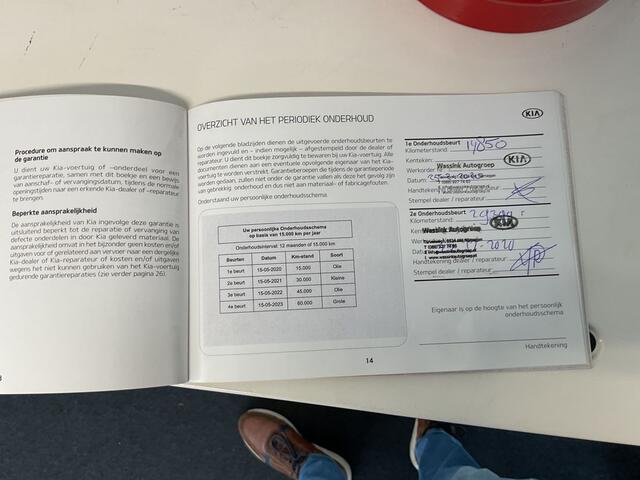 Procedure om aanspraak te kunnen maken op
de garantie
U dient uw Kia-voertuig of -onderdeel voor een
garantiereparatie, samen met dit boekje en een bewijs
van aanschaf- of vervangingsdatum, tijdens de normale
openingstijden naar een erkende Kia-dealer of -reparateur
te brengen.
Beperkte aansprakelijkheid
De aansprakelijkheid van Kia ingevolge deze garantie is
uitsluitend beperkt tot de reparatie of vervanging van
defecte onderdelen in door Kia geleverd materiaal. De
aansprakelijkheid omvat in het bijzonder geen kosten en/of
uitgaven voor of gerelateerd aan vervoer naar een dergelijke
Kia-dealer of Kia-reparateur of kosten en/of uitgaven
wegens het niet kunnen gebruiken van het Kia-voertuig
gedurende garantiereparaties (zie verder pagina 26).
OVERZICHT VAN HET PERIODIEK ONDERHOUD
KIA
Op de volgende bladzijden dienen de uitgevoerde onderhoudsbeurten te
worden ingevuld en - indien mogelijk - afgestempeld door de dealer of
reparateur. U dient dit boekje zorgvuldig te bewaren bij uw Kia-voertuig. Alle
documenten dienen aan een eventuele opvolgende eigenaar van het Kia-
voertuig te worden verstrekt. Garantieberoepen die tijdens de garantieperiode
worden gedaan, zullen niet onder de garantie vallen als deze het gevolg zijn
van gebrekkig onderhoud en dus niet aan materiaal- of fabricagefouten.
Onderstaand uw persoonlijke onderhoudsschema.
Uw persoonlijke Onderhoudsschema
op basis van 15.000 km per jaar
Onderhoudsinterval: 12 maanden of 15.000 km
Beurten Datum Km-stand Soort
1e beurt 15-05-2020 15.000 Olie
2e beurt 15-05-2021 30.000 Kleine
3e beurt 15-05-2022 45.000 Olie
4e beurt 15-05-2023 60.000 Grote
1e Onderhoudsbeurt
Kilometerstand: 14850
Kenteken:
KIA
Wassink Autogroep
Werkorder
Datum
Handtekening
Stempel dealer / reparateur
2e Onderhoudsbeurt
Kilometerstand:
KIA
Wassink Autogroep
2020
www.wassinkautogroep.nl
Handtekening dealer / reparateur
Stempel dealer / reparateur
Eigenaar is op de hoogte van het persoonlijk
onderhoudsschema
Handtekening
14